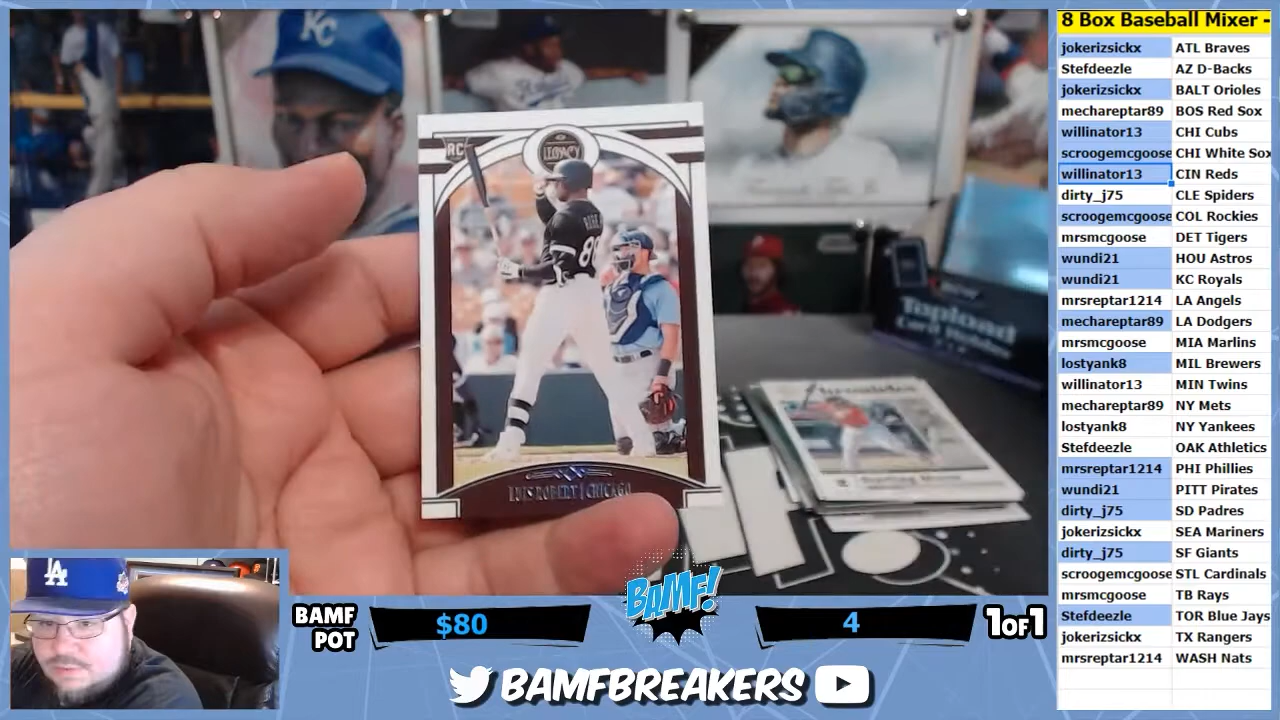 8 Box Baseball Mixer -
jokerizsickx ATL Braves
Stefdeezle AZ D-Backs
jokerizsickx BALT Orioles
mechareptar89 BOS Red Sox
willinator13 CHI Cubs
scroogemcgoose CHI White Sox
willinator13 CIN Reds
dirty_j75 CLE Spiders
scroogemcgoose COL Rockies
mrsmcgoose DET Tigers
wundi21 HOU Astros
wundi21 KC Royals
mrsreptar1214 LA Angels
mechareptar89 LA Dodgers
mrsmcgoose MIA Marlins
lostyank8 MIL Brewers
willinator13 MIN Twins
mechareptar89 NY Mets
lostyank8 NY Yankees
Stefdeezle OAK Athletics
mrsreptar1214 PHI Phillies
wundi21 PITT Pirates
dirty_j75 SD Padres
jokerizsickx SEA Mariners
dirty_j75 SF Giants
scroogemcgoose STL Cardinals
mrsmcgoose TB Rays
Stefdeezle TOR Blue Jays
jokerizsickx TX Rangers
mrsreptar1214 WASH Nats
KC
RC
LEGACY
88
LUIS ROBERT | CHICAGO
Topload
Card Holder
Chronicles
LA
BAMF
POT
$80
BAMF!
4
1OF1
BAMFBREAKERS